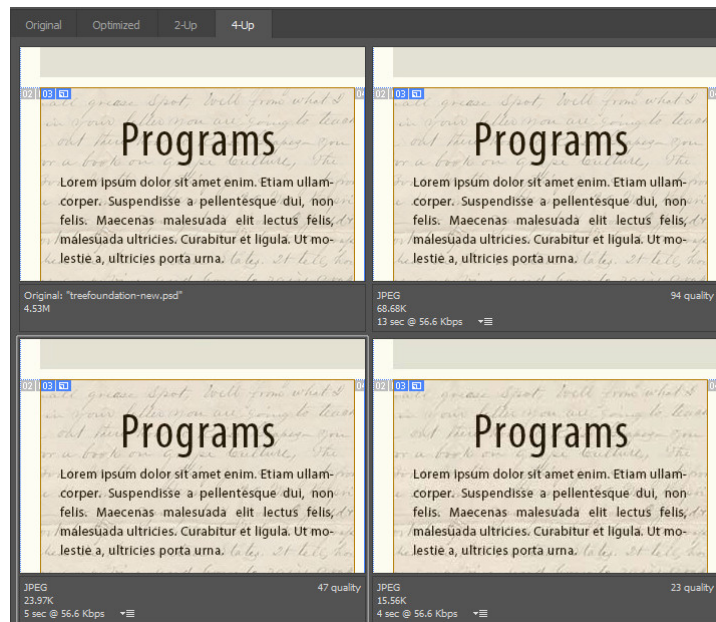 Original
Optimized
2-Up
4-Up
02 03
Programs
Lorem ipsum dolor sit amet enim. Etiam ullam-
corper. Suspendisse a pellentesque dui, non
felis. Maecenas malesuada elit lectus felis,
malesuada ultricies. Curabitur et ligula. Ut mo-
lestie a, ultricies porta urna.
Original: "treefoundation-new.psd"
4.53M
02 03
Programs
Lorem ipsum dolor sit amet enim. Etiam ullam-
corper. Suspendisse a pellentesque dui, non
felis. Maecenas malesuada elit lectus felis,
malesuada ultricies. Curabitur et ligula. Ut mo-
lestie a, ultricies porta urna.
JPEG 94 quality
68.68K
13 sec @ 56.6 Kbps
02 03
Programs
Lorem ipsum dolor sit amet enim. Etiam ullam-
corper. Suspendisse a pellentesque dui, non
felis. Maecenas malesuada elit lectus felis,
malesuada ultricies. Curabitur et ligula. Ut mo-
lestie a, ultricies porta urna.
JPEG 47 quality
23.97K
5 sec @ 56.6 Kbps
02 03
Programs
Lorem ipsum dolor sit amet enim. Etiam ullam-
corper. Suspendisse a pellentesque dui, non
felis. Maecenas malesuada elit lectus felis,
malesuada ultricies. Curabitur et ligula. Ut mo-
lestie a, ultricies porta urna.
JPEG 23 quality
15.56K
4 sec @ 56.6 Kbps